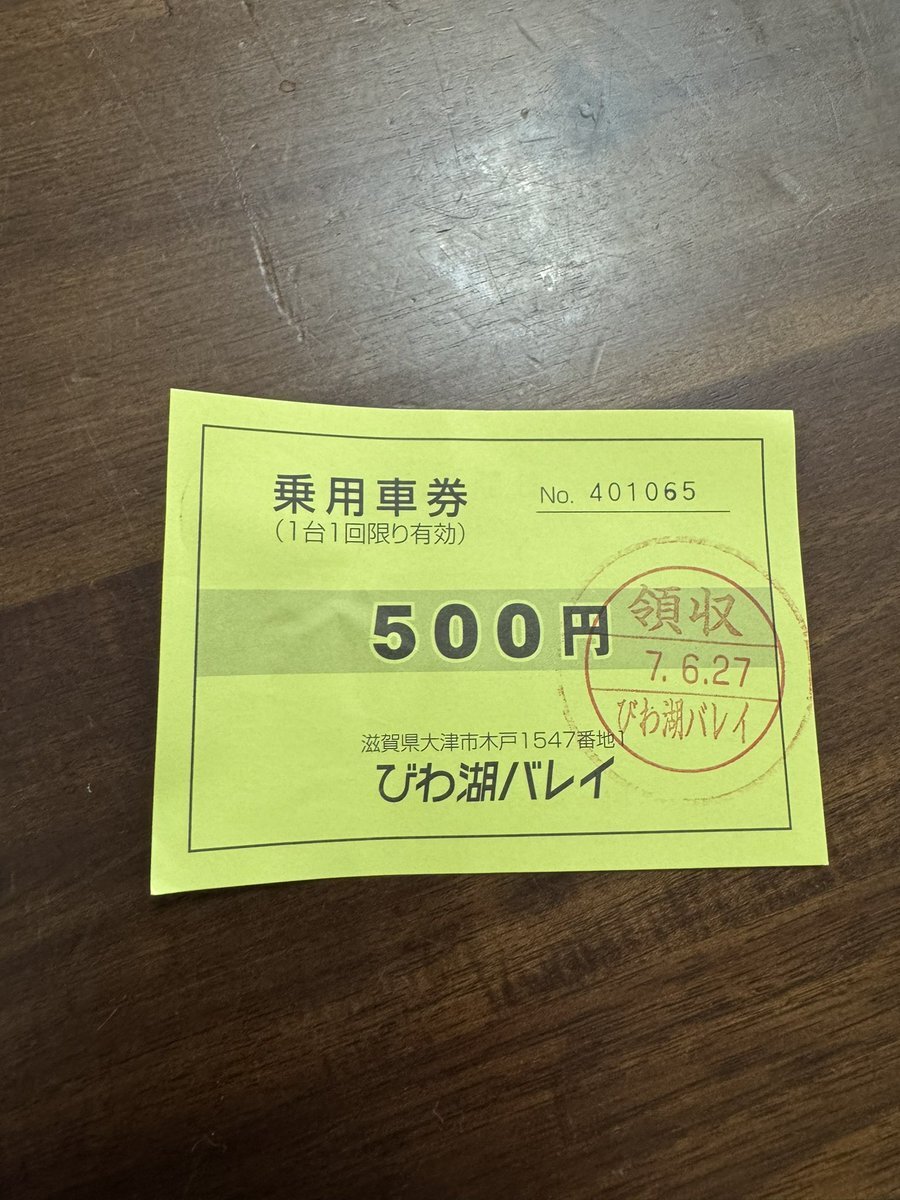 乗用車券
No. 401065
(1台1回限り有効)
500円
領収
7. 6.27
びわ湖バレイ
滋賀県大津市木戸1547番地1
びわ湖バレイ